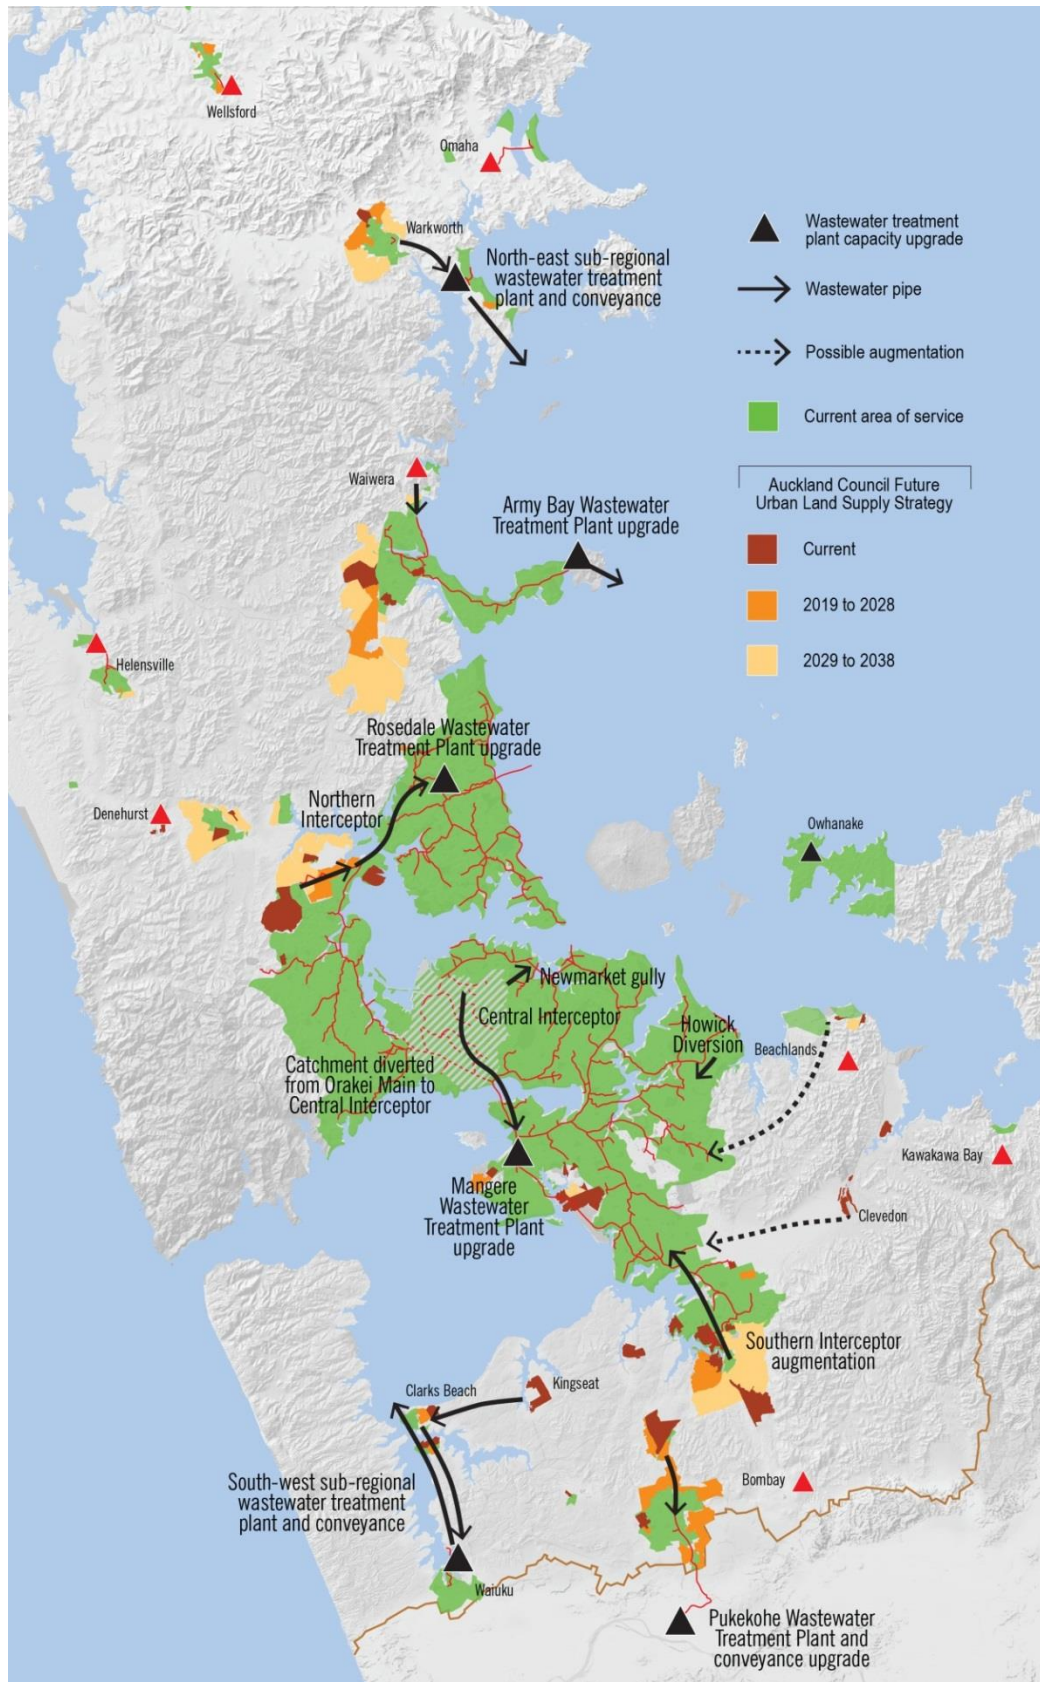 Wellsford
Omaha
Warkworth
North-east sub-regional
wastewater treatment
plant and conveyance
Wastewater treatment
plant capacity upgrade
Wastewater pipe
Possible augmentation
Current area of service
Auckland Council Future
Urban Land Supply Strategy
Current
2019 to 2028
2029 to 2038
Waiwera
Army Bay Wastewater
Treatment Plant upgrade
Helensville
Rosedale Wastewater
Treatment Plant upgrade
Northern
Interceptor
Denehurst
Owhanake
Newmarket gully
Central Interceptor
Howick
Diversion
Beachlands
Catchment diverted
from Orakei Main to
Central Interceptor
Kawakawa Bay
Mangere
Wastewater
Treatment Plant
upgrade
Clevedon
Southern Interceptor
augmentation
Clarks Beach
Kingseat
South-west sub-regional
wastewater treatment
plant and conveyance
Bombay
Waiuku
Pukekohe Wastewater
Treatment Plant and
conveyance upgrade